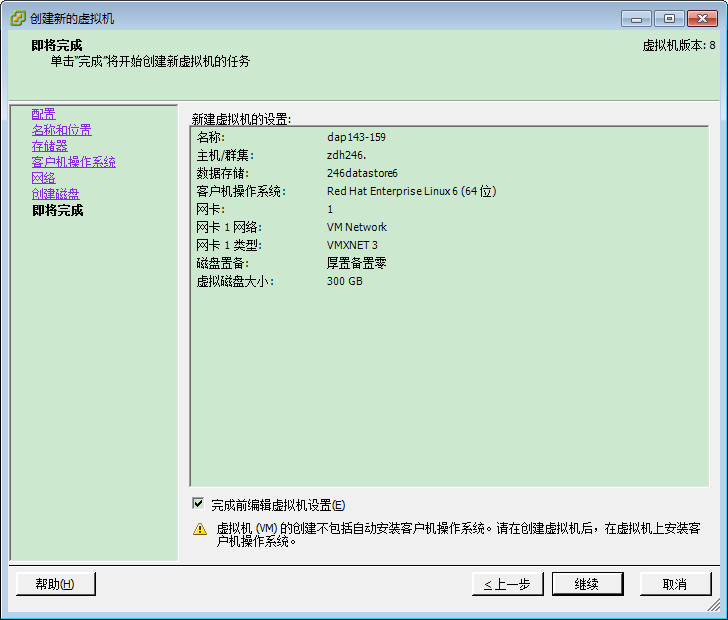 创建新的虚拟机
即将完成
单击"完成"将开始创建新虚拟机的任务
虚拟机版本: 8
配置
名称和位置
存储器
客户机操作系统
网络
创建磁盘
即将完成
新建虚拟机的设置:
名称: dap143-159
主机/群集: zdh246.
数据存储: 246datastore6
客户机操作系统: Red Hat Enterprise Linux 6 (64 位)
网卡: 1
网卡 1 网络: VM Network
网卡 1 类型: VMXNET 3
磁盘置备: 厚置备置零
虚拟磁盘大小: 300 GB
完成前编辑虚拟机设置(E)
虚拟机 (VM) 的创建不包括自动安装客户机操作系统。请在创建虚拟机后，在虚拟机上安装客
户机操作系统。
帮助(H)
≤上一步
继续
取消